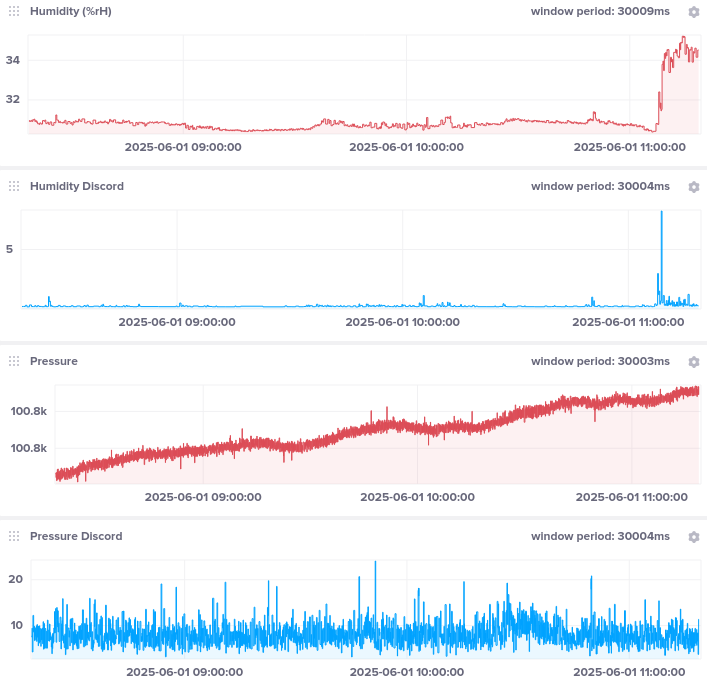 Humidity (%rH) window period: 30009ms
34
32
2025-06-01 09:00:00 2025-06-01 10:00:00 2025-06-01 11:00:00
Humidity Discord window period: 30004ms
5
2025-06-01 09:00:00 2025-06-01 10:00:00 2025-06-01 11:00:00
Pressure window period: 30003ms
100.8k
100.8k
2025-06-01 09:00:00 2025-06-01 10:00:00 2025-06-01 11:00:00
Pressure Discord window period: 30004ms
20
10
2025-06-01 09:00:00 2025-06-01 10:00:00 2025-06-01 11:00:00